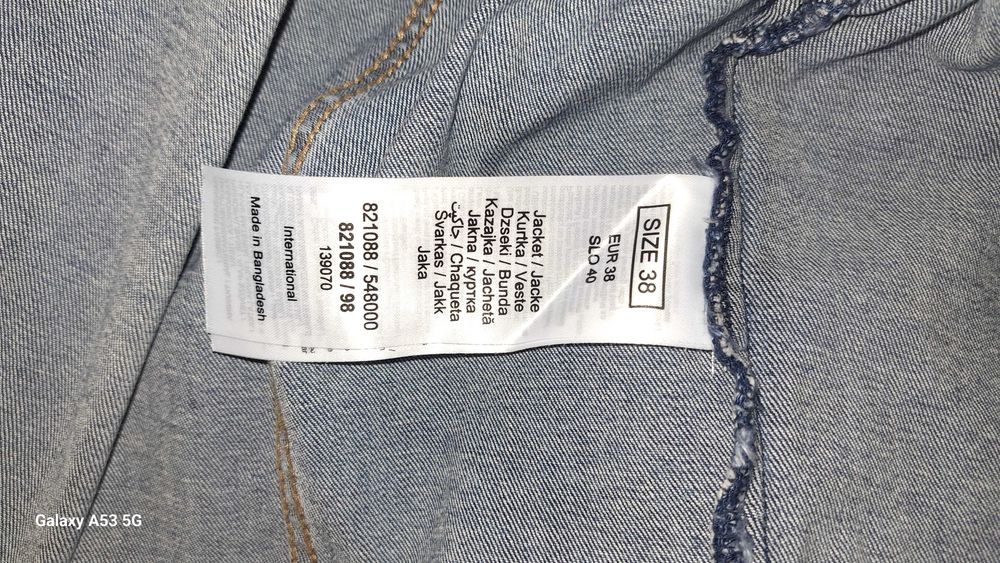 SIZE 38
EUR 38
SLO 40
Jacket / Jacke
Kurtka / Veste
Dzseki / Bunda
Kazajka / Jachetă
Jakna / куртка
جاكيت / Chaqueta
Švarkas / Jakk
Jaka
821088 / 548000
821088 / 98
139070
International
Made in Bangladesh
Galaxy A53 5G